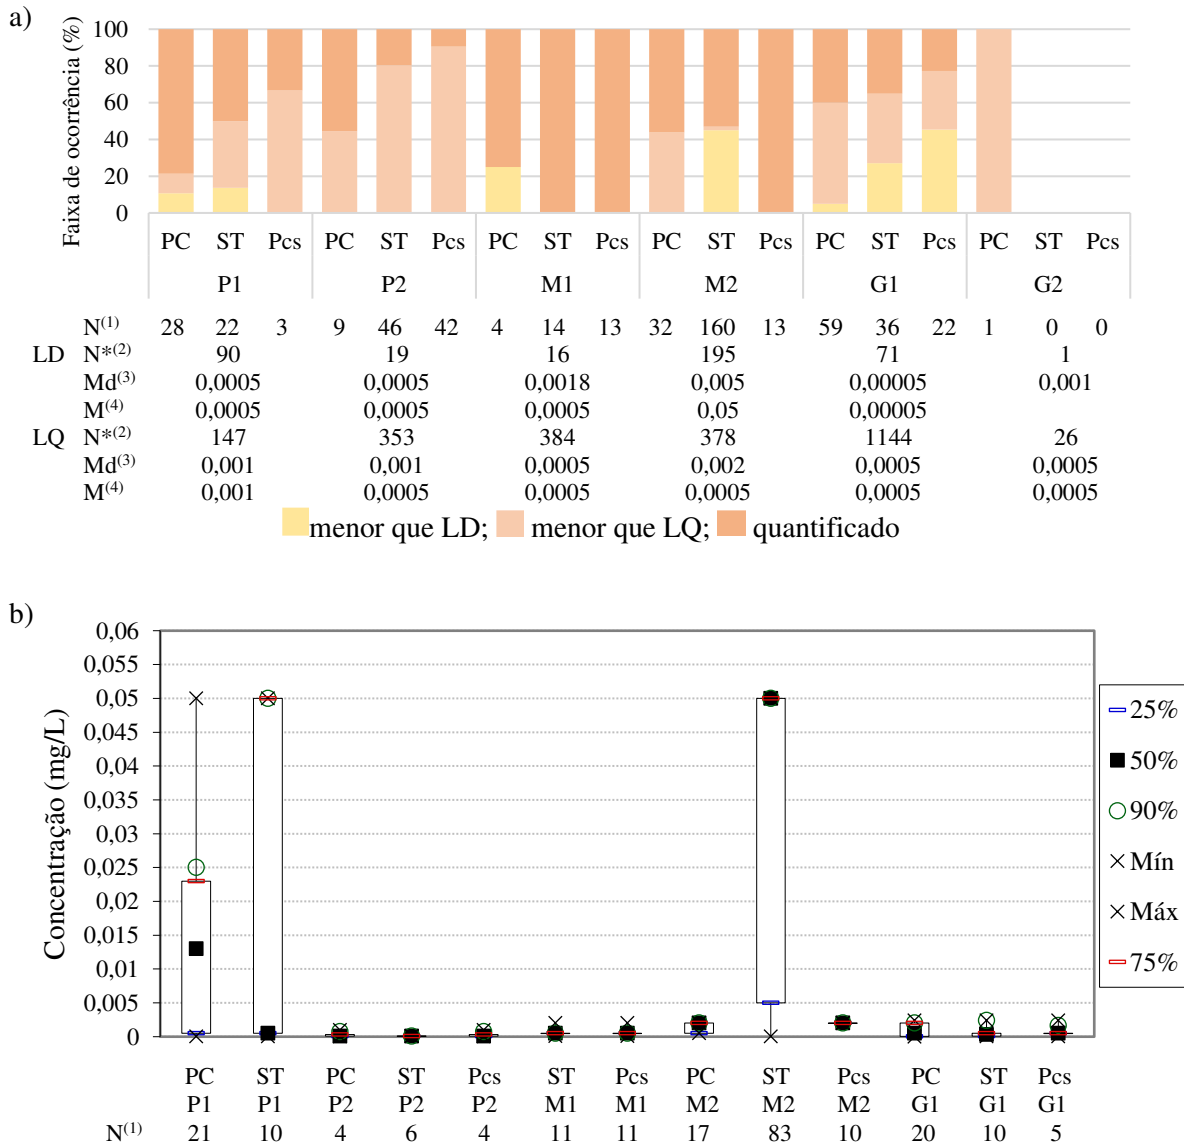 a)
Faixa de ocorrência (%)
100
80
60
40
20
0
PC ST Pcs PC ST Pcs PC ST Pcs PC ST Pcs PC ST Pcs PC ST Pcs
P1 P2 M1 M2 G1 G2
N(1) 28 22 3 9 46 42 4 14 13 32 160 13 59 36 22 1 0 0
LD N*(2) 90 19 16 195 71 1
Md(3) 0,0005 0,0005 0,0018 0,005 0,00005 0,001
M(4) 0,0005 0,0005 0,0005 0,05 0,00005
LQ N*(2) 147 353 384 378 1144 26
Md(3) 0,001 0,001 0,0005 0,002 0,0005 0,0005
M(4) 0,001 0,0005 0,0005 0,0005 0,0005 0,0005
menor que LD; menor que LQ; quantificado
b)
Concentração (mg/L)
0,06
0,055
0,05
0,045
0,04
0,035
0,03
0,025
0,02
0,015
0,01
0,005
0
25%
50%
90%
Mín
Máx
75%
PC ST PC ST Pcs ST Pcs PC ST Pcs PC ST Pcs
P1 P1 P2 P2 P2 M1 M1 M2 M2 M2 G1 G1 G1
N(1) 21 10 4 6 4 11 11 17 83 10 20 10 5